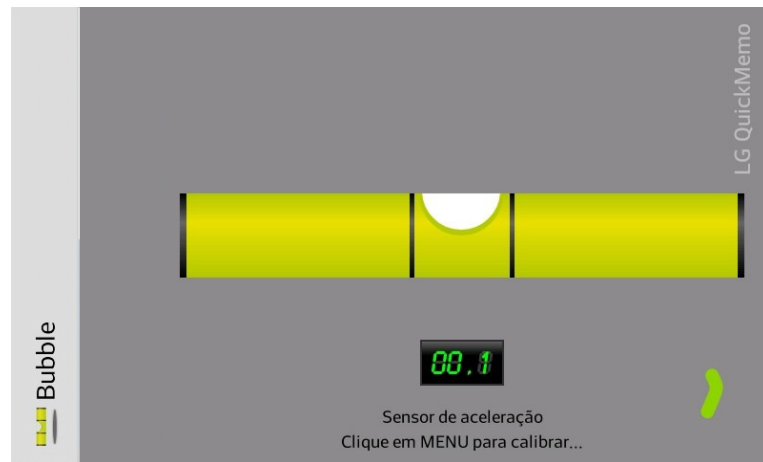 Bubble
LG QuickMemo
00.1
Sensor de aceleração
Clique em MENU para calibrar...